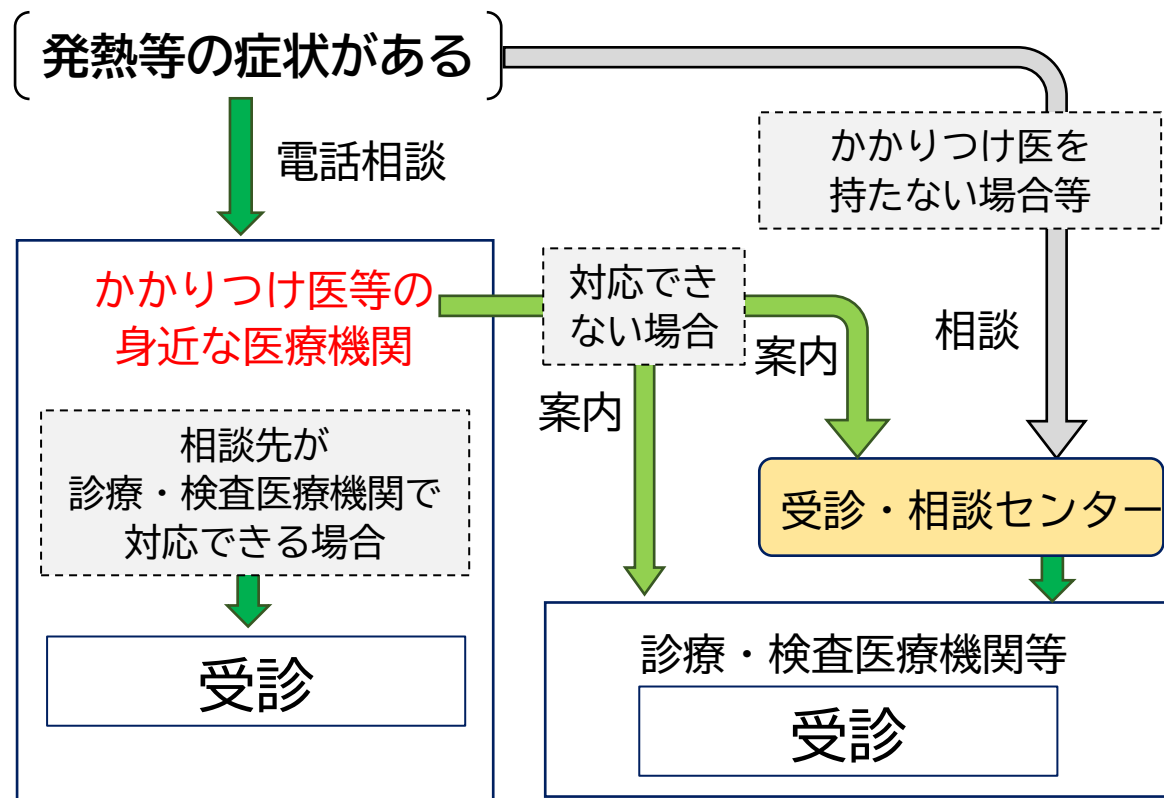 発熱等の症状がある
電話相談
かかりつけ医を
持たない場合等
かかりつけ医等の
身近な医療機関
対応でき
ない場合
相談
案内
案内
相談先が
診療・検査医療機関で
対応できる場合
受診・相談センター
受診
診療・検査医療機関等
受診